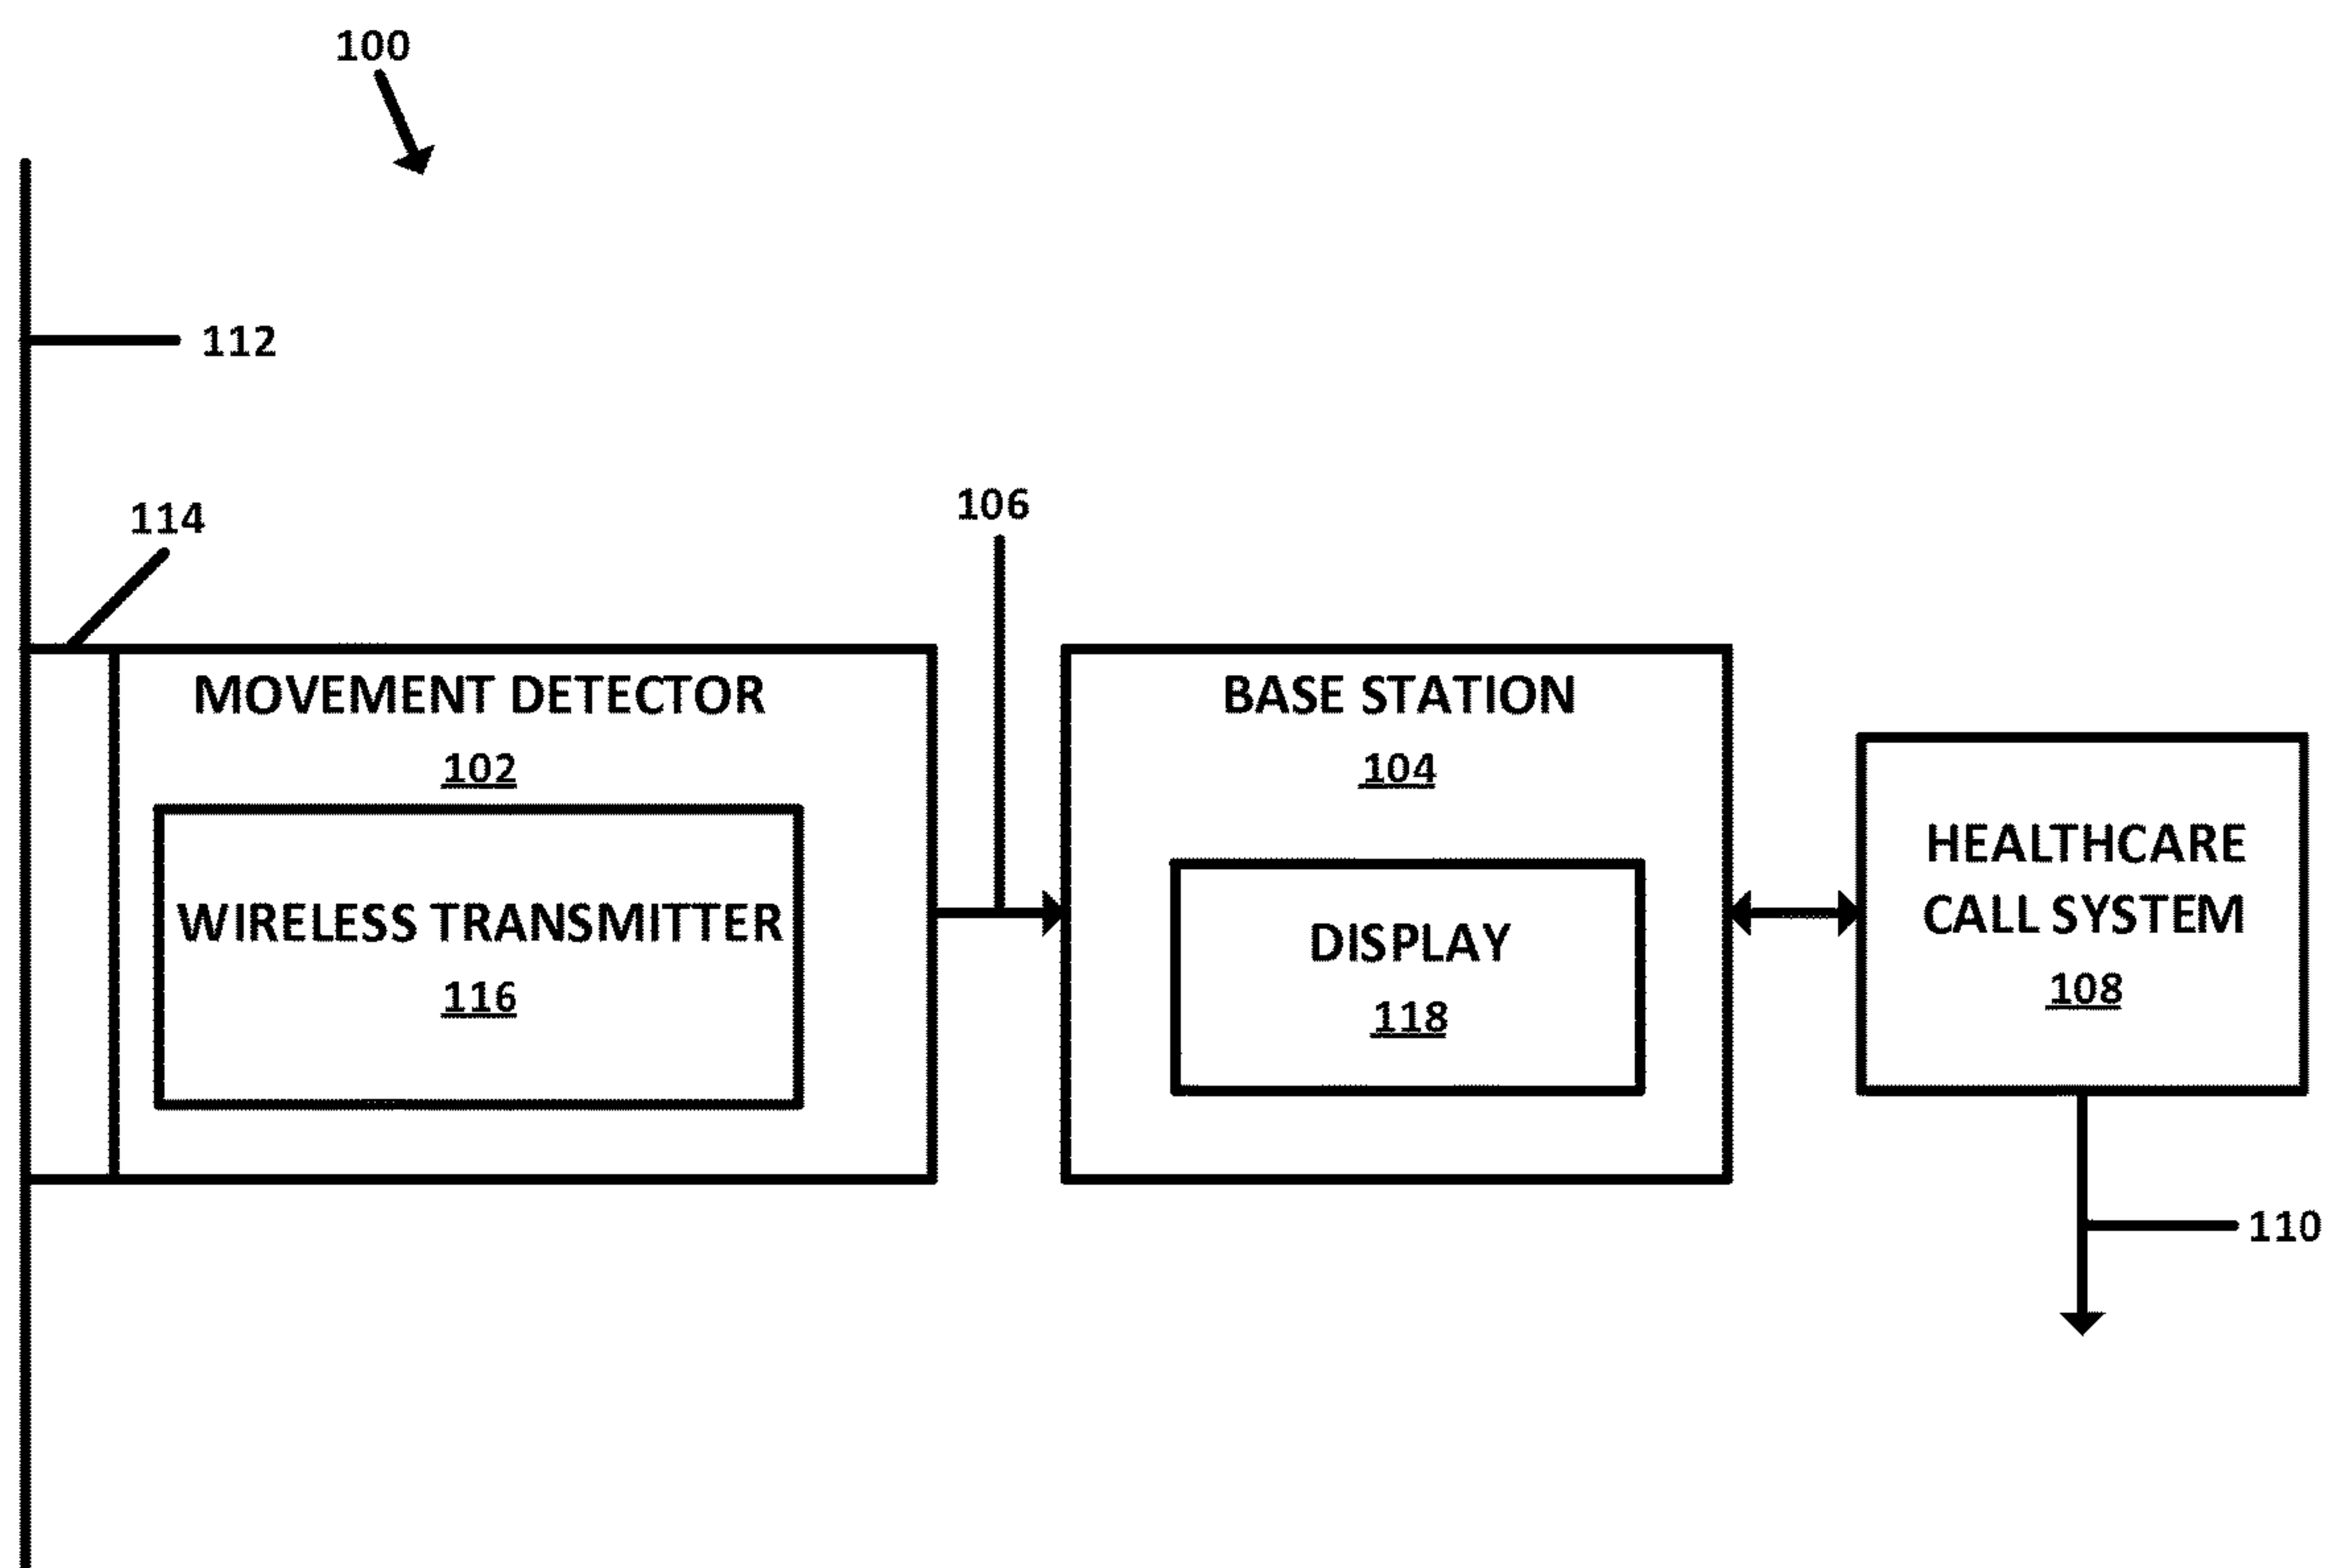 100
112
114
106
MOVEMENT DETECTOR
102
WIRELESS TRANSMITTER
116
BASE STATION
104
DISPLAY
118
HEALTHCARE
CALL SYSTEM
108
110